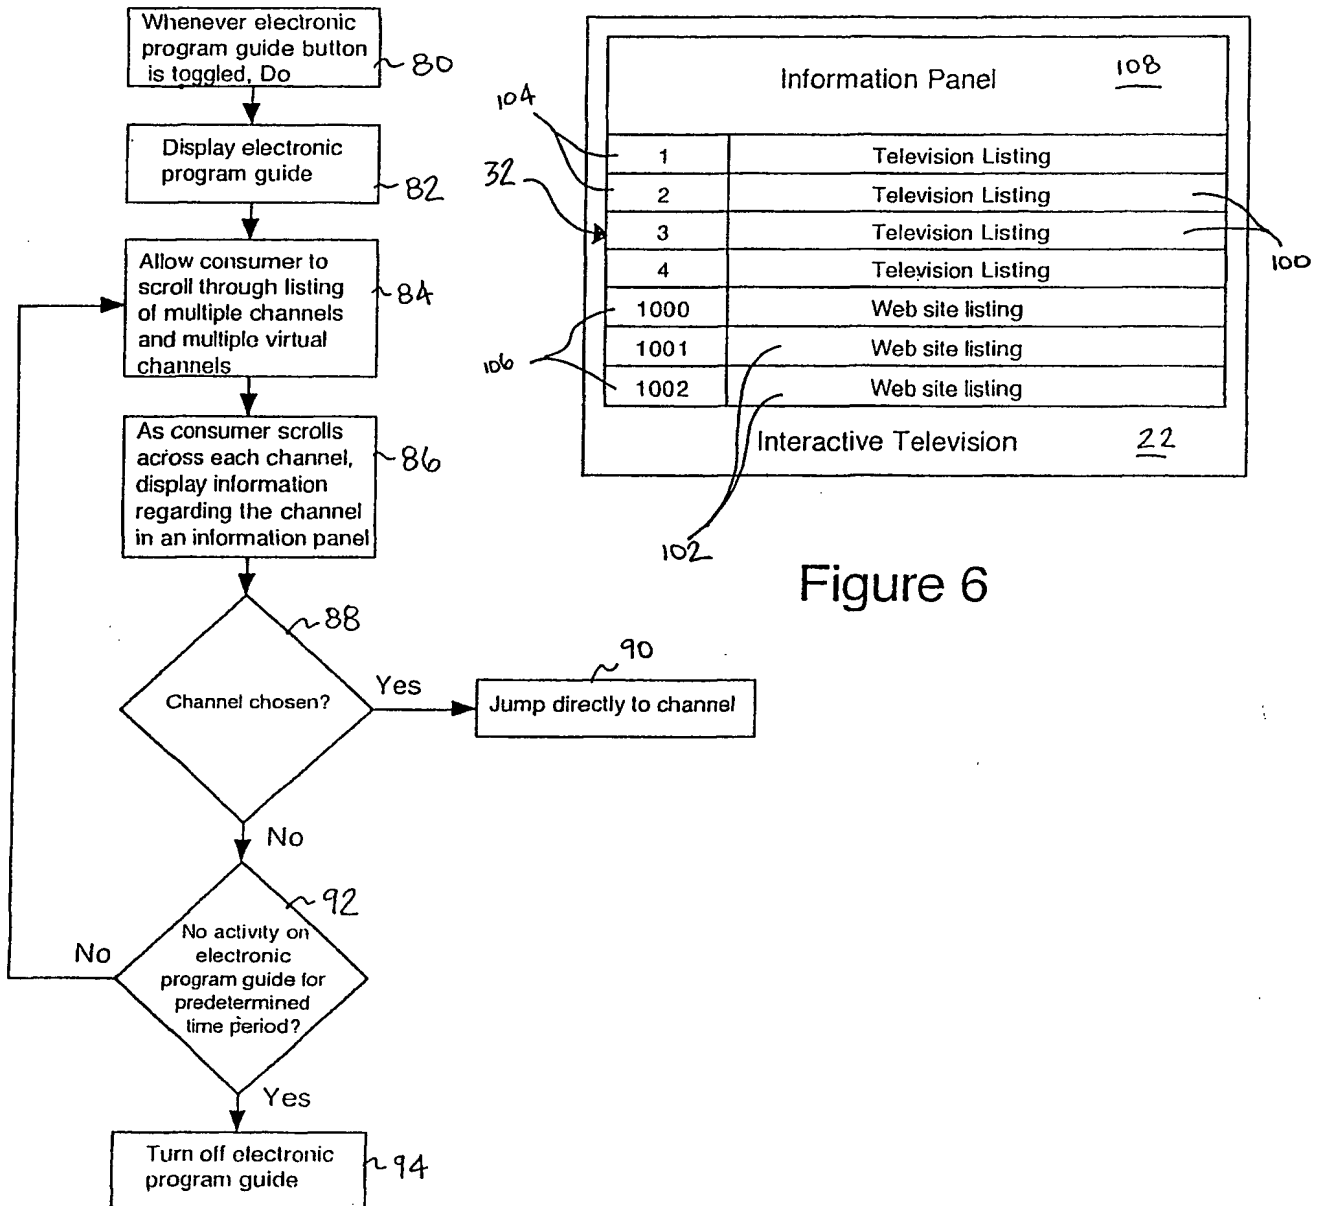 Whenever electronic
program guide button
is toggled, Do
80
Display electronic
program guide
82
Allow consumer to
scroll through listing
of multiple channels
and multiple virtual
channels
84
As consumer scrolls
across each channel,
display information
regarding the channel
in an information panel
86
88
Channel chosen?
Yes
90
Jump directly to channel
No
92
No activity on
electronic
program guide for
predetermined
time period?
No
Yes
Turn off electronic
program guide
94
Information Panel 108
104
32
1 Television Listing
2 Television Listing
3 Television Listing
4 Television Listing
100
1000 Web site listing
1001 Web site listing
1002 Web site listing
106
Interactive Television 22
102
Figure 6